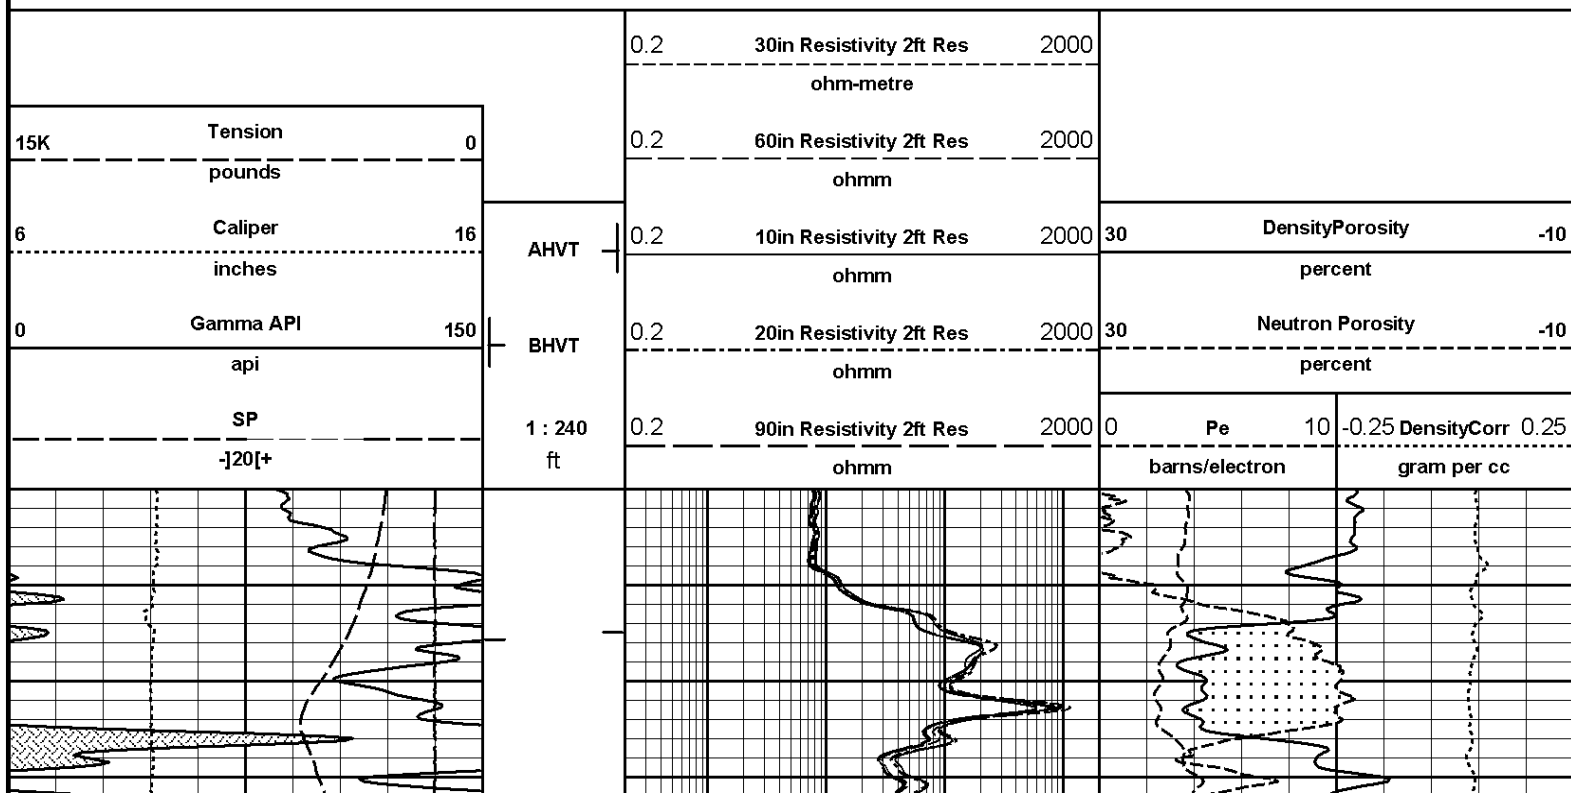 Tension
15K 0
pounds
Caliper
6 16
inches
Gamma API
0 150
api
SP
-]20[+
AHVT
BHVT
1 : 240
ft
0.2 30in Resistivity 2ft Res 2000
ohm-metre
0.2 60in Resistivity 2ft Res 2000
ohmm
0.2 10in Resistivity 2ft Res 2000
ohmm
0.2 20in Resistivity 2ft Res 2000
ohmm
0.2 90in Resistivity 2ft Res 2000
ohmm
DensityPorosity
30 -10
percent
Neutron Porosity
30 -10
percent
0 Pe 10
barns/electron
-0.25 DensityCorr 0.25
gram per cc